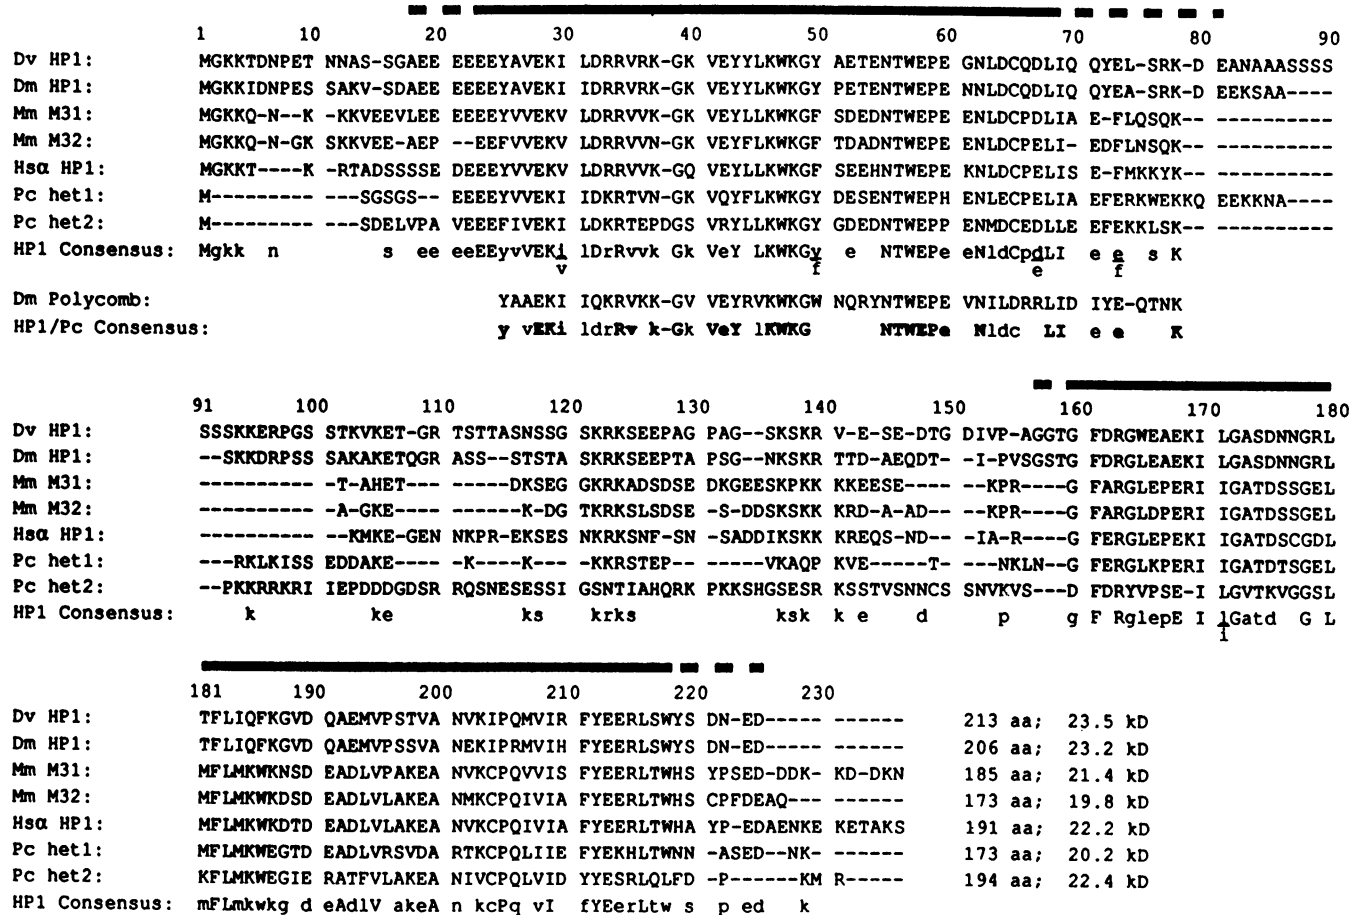 1 10 20 30 40 50 60 70 80 90
Dv HP1: MGKKTDNPET NNAS-SGAEE EEEEYAVEKI LDRRVRK-GK VEYYLKWKGY AETENTWEPE GNLDCQDLIQ QYEL-SRK-D EANAAASSSS
Dm HP1: MGKKIDNPESS SAKV-SDAEE EEEEYAVEKI IDRRVRK-GK VEYYLKWKGY PETENTWEPE NNLDCQDLIQ QYEA-SRK-D EEKSAA----
Mm M31: MGKKQ-N--K -KKVEEVLEE EEEEYVVEKV LDRRVVK-GK VEYLLKWKGF SDEDNTWEPE ENLDCPDLIA E-FLQSQK-- ----------
Mm M32: MGKKQ-N-GK SKKVEE-AEP --EEFVVEKV LDRRVVN-GK VEYFLKWKGF TDADNTWEPE ENLDCPELI- EDFLNSQK-- ----------
Hsα HP1: MGKKT----K -RTADSSSSE DEEEYVVEKV LDRRVVK-GQ VEYLLKWKGF SEEHNTWEPE KNLDCPELIS E-FMKKYK-- ----------
Pc het1: M--------- ---SGSGS-- EEEEYVVEKI IDKRTVN-GK VQYFLKWKGY DESENTWEPH ENLECPELIA EFERKWEKKQ EEKKNA----
Pc het2: M--------- ---SDELVPA VEEEFIVEKI LDKRTEPDGS VRYLLKWKGY GDEDNTWEPP ENMDCEDLLE EFEKKLSK-- ----------
HP1 Consensus: Mgkk n s ee eeEEyvVEKi lDrRvvk Gk VeY LKWKGy e NTWEPe eNldCpdLI e e s K
v f e f
Dm Polycomb: YAAEKI IQKRVKK-GV VEYRVKWKGW NQRYNTWEPE VNILDRRLID IYE-QTNK
HP1/Pc Consensus: y vEKi ldrRv k-Gk VeY lKWKG NTWEPe Nldc LI e e K
91 100 110 120 130 140 150 160 170 180
Dv HP1: SSSKKERPGS STKVKET-GR TSTTASNSSG SKRKSEEPAG PAG--SKSKR V-E-SE-DTG DIVP-AGGTG FDRGWEAEKI LGASDNNGRL
Dm HP1: --SKKDRPSS SAKAKETQGR ASS--STSTA SKRKSEEPTA PSG--NKSKR TTD-AEQDT- -I-PVSGSTG FDRGLEAEKI LGASDNNGRL
Mm M31: ---------- -T-AHET--- ----DKSEGG GKRKADSDSE DKGEESKPKK KKEESE---- ---KPR----G FARGLEPERI IGATDSSGEL
Mm M32: ---------- -A-GKE---- -----K-DG TKRKSLSDSE -S-DDSKSKK KRD-A-AD-- --KPR----G FARGLDPERI IGATDSSGEL
Hsα HP1: ---------- --KMKE-GEN NKPR-EKSES NKRKSNF-SN -SADDIKSKK KREQS-ND-- --IA-R----G FERGLEPEKI IGATDSCGDL
Pc het1: ---RKLKISS EDDAKE---- -K----K--- -KKRSTEP-- ----VKAQP KVE----T-- ---NKLN--G FERGLKPERI IGATDTSGEL
Pc het2: --PKKRRKRI IEPDDDGDSR RQSNESESSI GSNTIAHQRK PKKSHGSESR KSSTVSNNCS SNVKVS---D FDRYVPSE-I LGVTKVGGSL
HP1 Consensus: k ke ks krks ksk k e d p g F RglepE I lGatd G L
i
181 190 200 210 220 230
Dv HP1: TFLIQFKGVD QAEMVPSTVA NVKIPQMVIR FYEERLSWYS DN-ED----- ------ 213 aa; 23.5 kD
Dm HP1: TFLIQFKGVD QAEMVPSSVA NEKIPRMVIH FYEERLSWYS DN-ED----- ------ 206 aa; 23.2 kD
Mm M31: MFLMKWKNSD EADLVPAKEA NVKCPQVVIS FYEERLTWHS YPSED-DDK- KD-DKN 185 aa; 21.4 kD
Mm M32: MFLMKWKDSD EADLVLAKEA NMKCPQIVIA FYEERLTWHS CPFDEAQ--- ------ 173 aa; 19.8 kD
Hsα HP1: MFLMKWKDTD EADLVLAKEA NVKCPQIVIA FYEERLTWHA YP-EDAENKE KETAKS 191 aa; 22.2 kD
Pc het1: MFLMKWEGTD EADLVRSVDA RTKCPQLIIE FYEKHLTWNN -ASED--NK- ------ 173 aa; 20.2 kD
Pc het2: KFLMKWEGIE RATFVLAKEA NIVCPQLVID YYESRLQLFD -P------KM R----- 194 aa; 22.4 kD
HP1 Consensus: mFLmkwkg d eAdlV akeA n kcPq vI fYEerLtw s p ed k